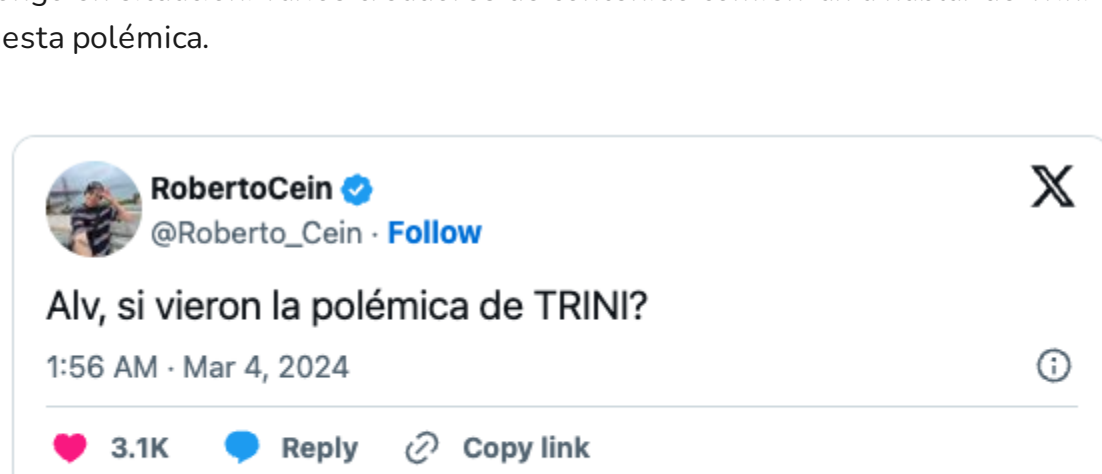 esta polémica.
RobertoCein
@Roberto_Cein · Follow
Alv, si vieron la polémica de TRINI?
1:56 AM · Mar 4, 2024
3.1K Reply Copy link